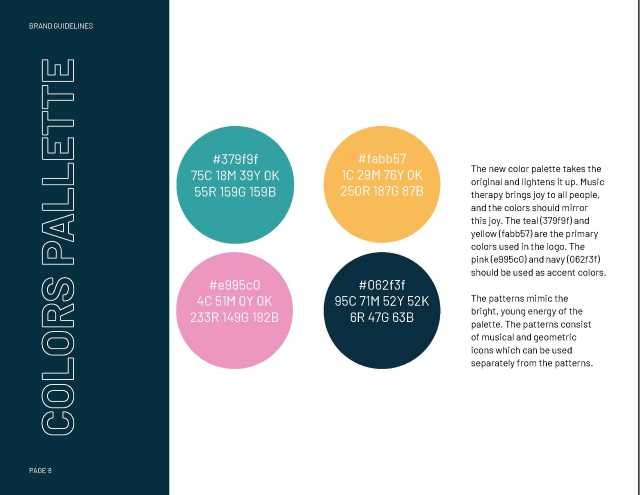 BRAND GUIDELINES
COLORS PALLETTE
#379f9f
75C 18M 39Y 0K
55R 159G 159B
#fabb57
1C 29M 76Y 0K
250R 187G 87B
#e995c0
4C 51M 0Y 0K
233R 149G 192B
#062f3f
95C 71M 52Y 52K
6R 47G 63B
The new color palette takes the
original and lightens it up. Music
therapy brings joy to all people,
and the colors should mirror
this joy. The teal (379f9f) and
yellow (fabb57) are the primary
colors used in the logo. The
pink (e995c0) and navy (062f3f)
should be used as accent colors.
The patterns mimic the
bright, young energy of the
palette. The patterns consist
of musical and geometric
icons which can be used
separately from the patterns.
PAGE 8